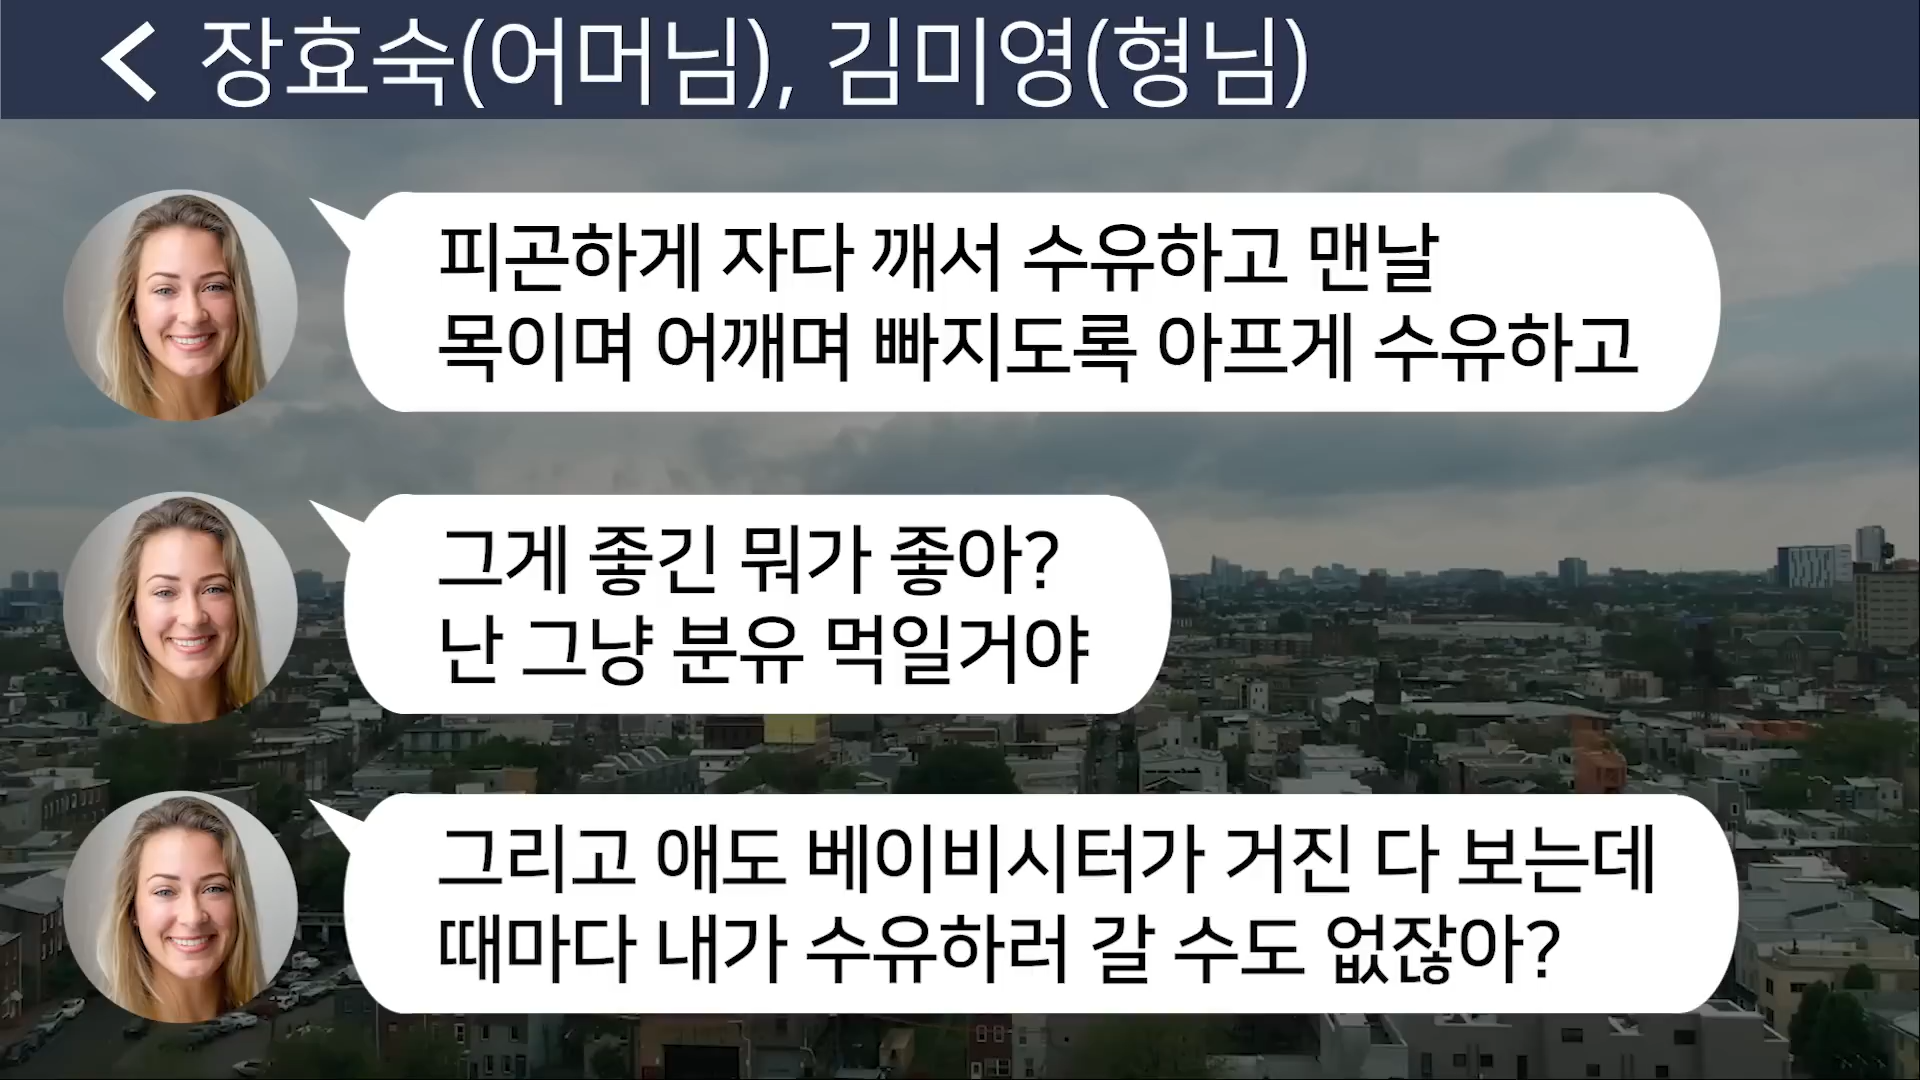 장효숙(어머님), 김미영(형님)
피곤하게 자다 깨서 수유하고 맨날
목이며 어깨며 빠지도록 아프게 수유하고
그게 좋긴 뭐가 좋아?
난 그냥 분유 먹일거야
그리고 애도 베이비시터가 거진 다 보는데
때마다 내가 수유하러 갈 수도 없잖아?